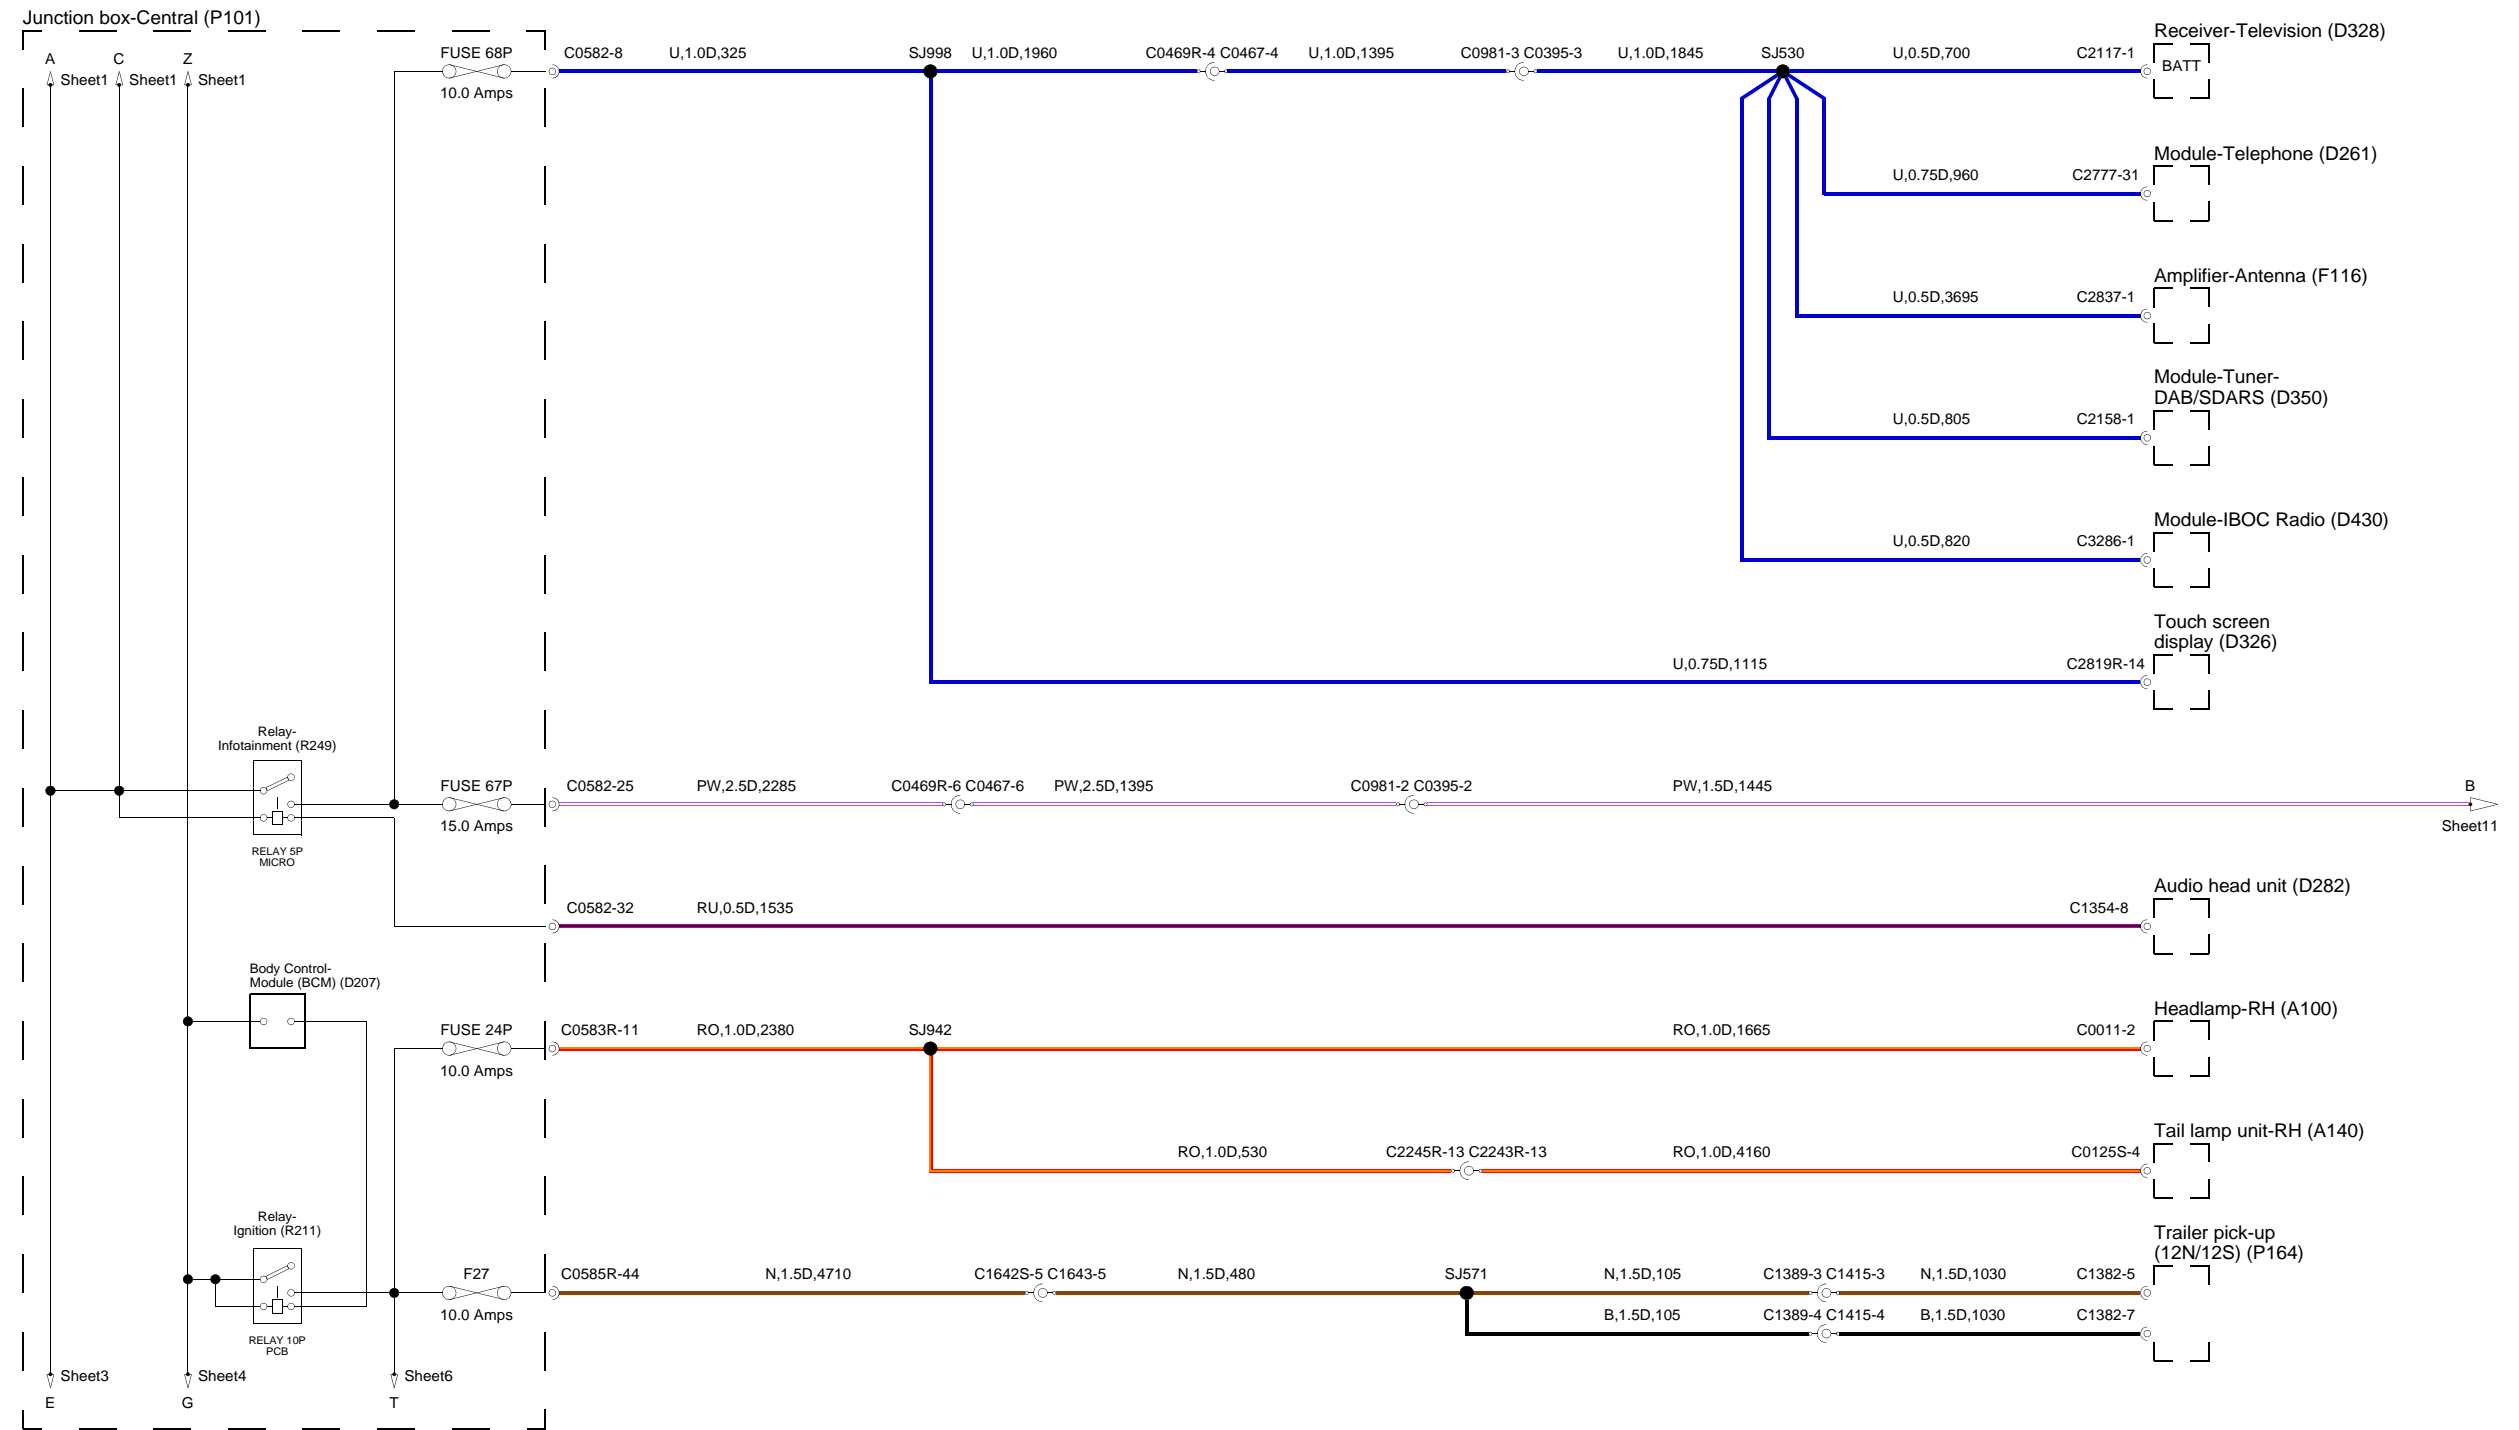 Junction box-Central (P101)
A
C
Z
Sheet1
Sheet1
Sheet1
FUSE 68P
10.0 Amps
C0582-8
U,1.0D,325
SJ998
U,1.0D,1960
C0469R-4 C0467-4
U,1.0D,1395
C0981-3 C0395-3
U,1.0D,1845
SJ530
U,0.5D,700
C2117-1
Receiver-Television (D328)
BATT
Module-Telephone (D261)
U,0.75D,960
C2777-31
Amplifier-Antenna (F116)
U,0.5D,3695
C2837-1
Module-Tuner-
DAB/SDARS (D350)
U,0.5D,805
C2158-1
Module-IBOC Radio (D430)
U,0.5D,820
C3286-1
Touch screen
display (D326)
U,0.75D,1115
C2819R-14
Relay-
Infotainment (R249)
RELAY 5P
MICRO
FUSE 67P
15.0 Amps
C0582-25
PW,2.5D,2285
C0469R-6 C0467-6
PW,2.5D,1395
C0981-2 C0395-2
PW,1.5D,1445
B
Sheet11
C0582-32
RU,0.5D,1535
C1354-8
Audio head unit (D282)
Body Control-
Module (BCM) (D207)
FUSE 24P
10.0 Amps
C0583R-11
RO,1.0D,2380
SJ942
RO,1.0D,1665
C0011-2
Headlamp-RH (A100)
RO,1.0D,530
C2245R-13 C2243R-13
RO,1.0D,4160
C0125S-4
Tail lamp unit-RH (A140)
Relay-
Ignition (R211)
RELAY 10P
PCB
F27
10.0 Amps
C0585R-44
N,1.5D,4710
C1642S-5 C1643-5
N,1.5D,480
SJ571
N,1.5D,105
C1389-3 C1415-3
N,1.5D,1030
C1382-5
Trailer pick-up
(12N/12S) (P164)
B,1.5D,105
C1389-4 C1415-4
B,1.5D,1030
C1382-7
Sheet3
E
Sheet4
G
Sheet6
T